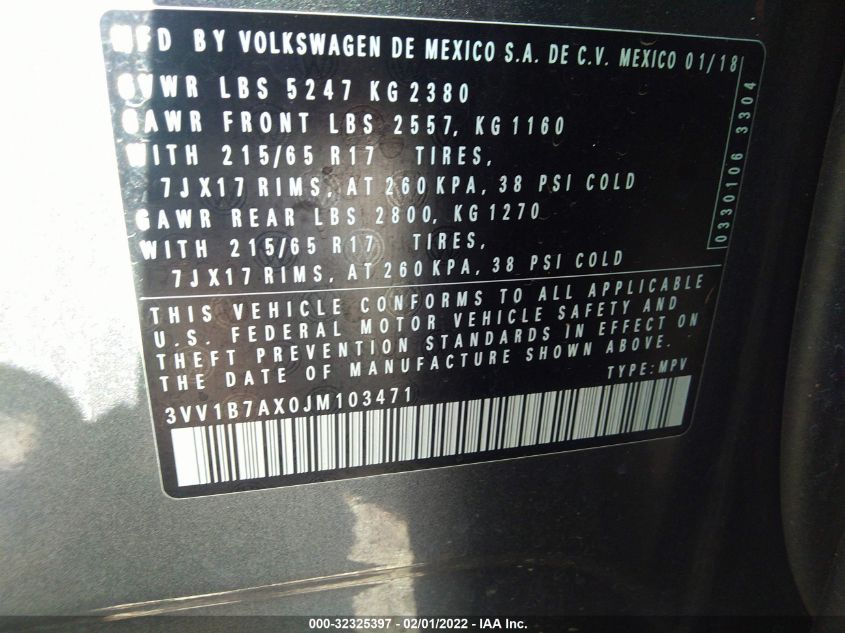 MFD BY VOLKSWAGEN DE MEXICO S.A. DE C.V. MEXICO 01/18
GVWR LBS 5247 KG 2380
GAWR FRONT LBS 2557, KG 1160
WITH 215/65 R17 TIRES,
7JX17 RIMS, AT 260 KPA, 38 PSI COLD
GAWR REAR LBS 2800, KG 1270
WITH 215/65 R17 TIRES,
7JX17 RIMS, AT 260 KPA, 38 PSI COLD
0330106 3304
THIS VEHICLE CONFORMS TO ALL APPLICABLE
U.S. FEDERAL MOTOR VEHICLE SAFETY AND
THEFT PREVENTION STANDARDS IN EFFECT ON
THE DATE OF MANUFACTURE SHOWN ABOVE.
TYPE: MPV
3VV1B7AX0JM103471
000-32325397 - 02/01/2022 - IAA Inc.